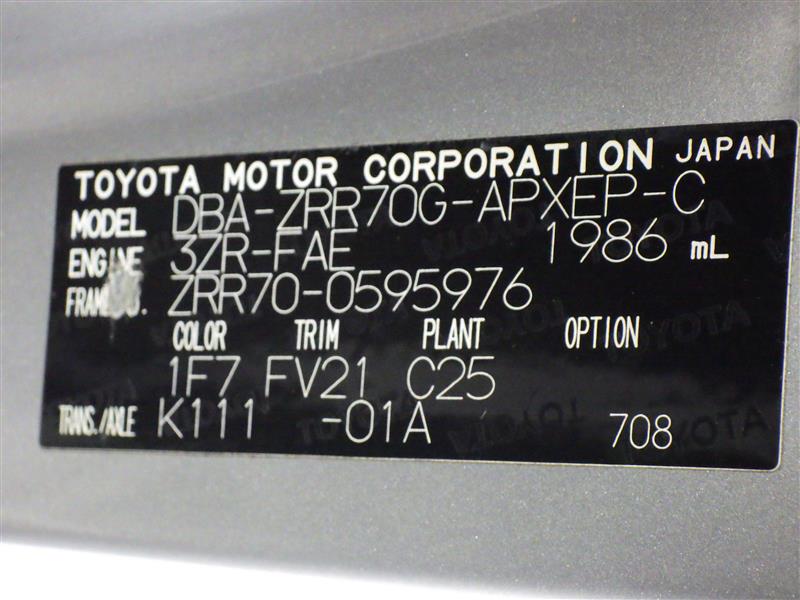 TOYOTA MOTOR CORPORATION JAPAN
MODEL DBA-ZRR70G-APXEP-C
ENGINE 3ZR-FAE 1986 mL
ZRR70-0595976
COLOR TRIM PLANT OPTION
1F7 FV21 C25
TRANS./AXLE K111 -01A 708